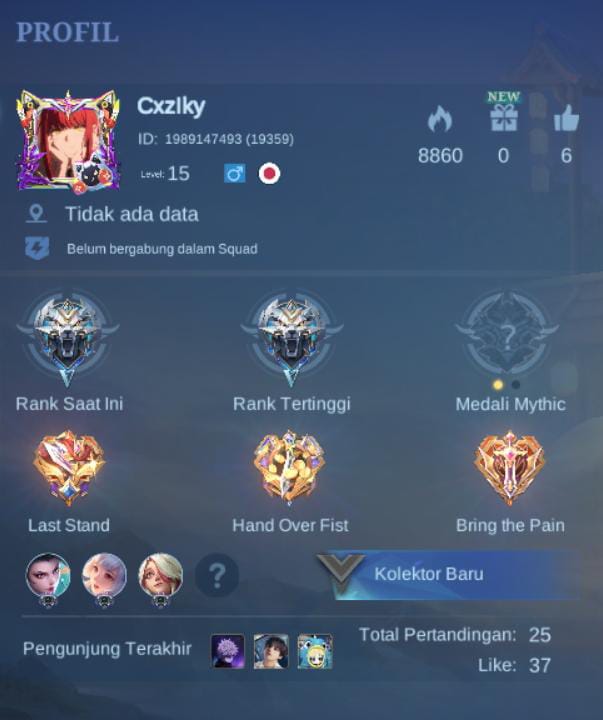 PROFIL
Cxzlky
NEW
ID: 1989147493 (19359)
8860 0 6
Level: 15
Tidak ada data
Belum bergabung dalam Squad
?
Rank Saat Ini Rank Tertinggi Medali Mythic
Last Stand Hand Over Fist Bring the Pain
? Kolektor Baru
Pengunjung Terakhir Total Pertandingan: 25
Like: 37